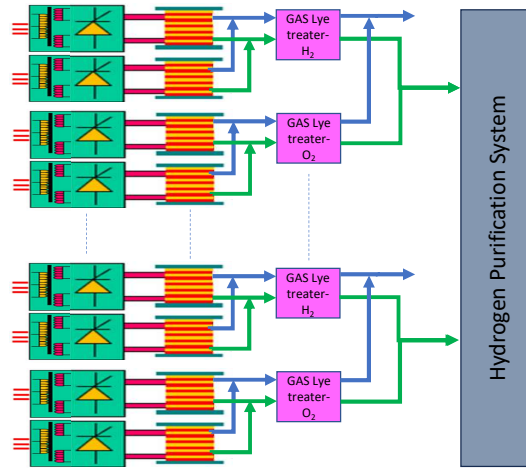 GAS Lye
treater-
H2
GAS Lye
treater-
O2
GAS Lye
treater-
H2
GAS Lye
treater-
O2
Hydrogen Purification System